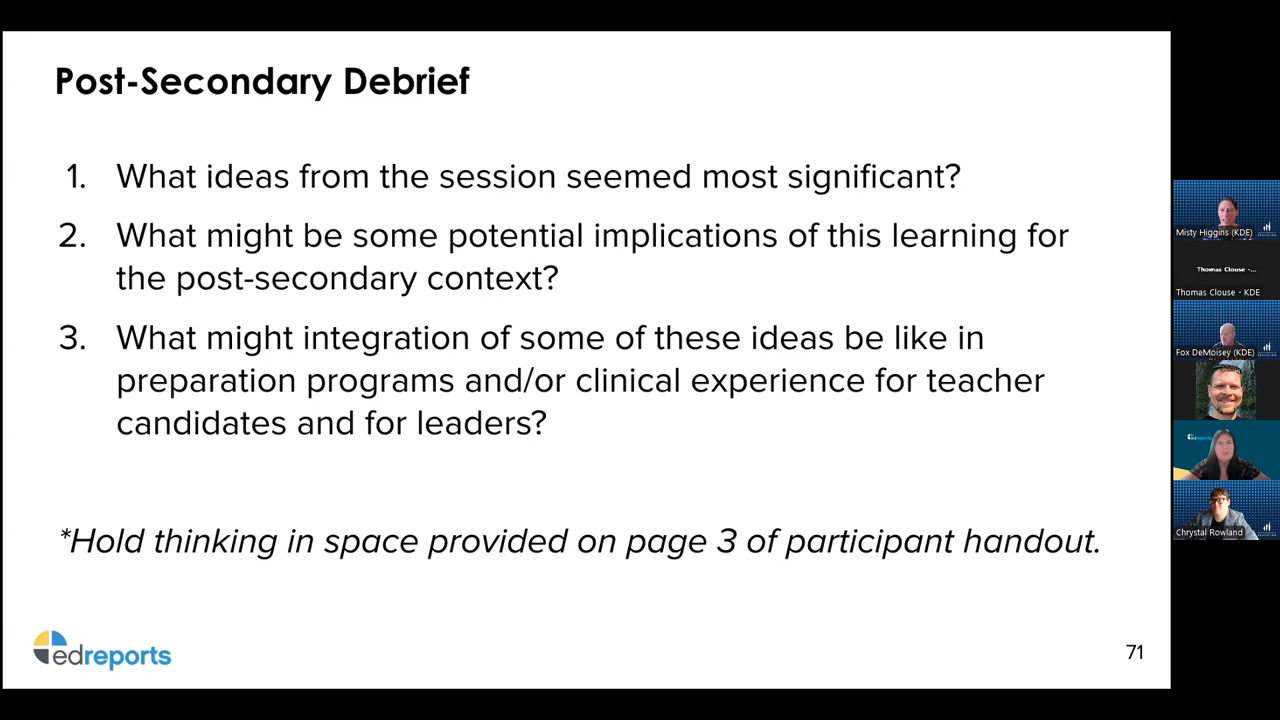 Post-Secondary Debrief
1. What ideas from the session seemed most significant?
2. What might be some potential implications of this learning for
the post-secondary context?
3. What might integration of some of these ideas be like in
preparation programs and/or clinical experience for teacher
candidates and for leaders?
*Hold thinking in space provided on page 3 of participant handout.
edreports
71
Misty Higgins (KDE)
Thomas Clouse -...
Thomas Clouse - KDE
Fox DeMoisey (KDE)
edreports
Chrystal Rowland